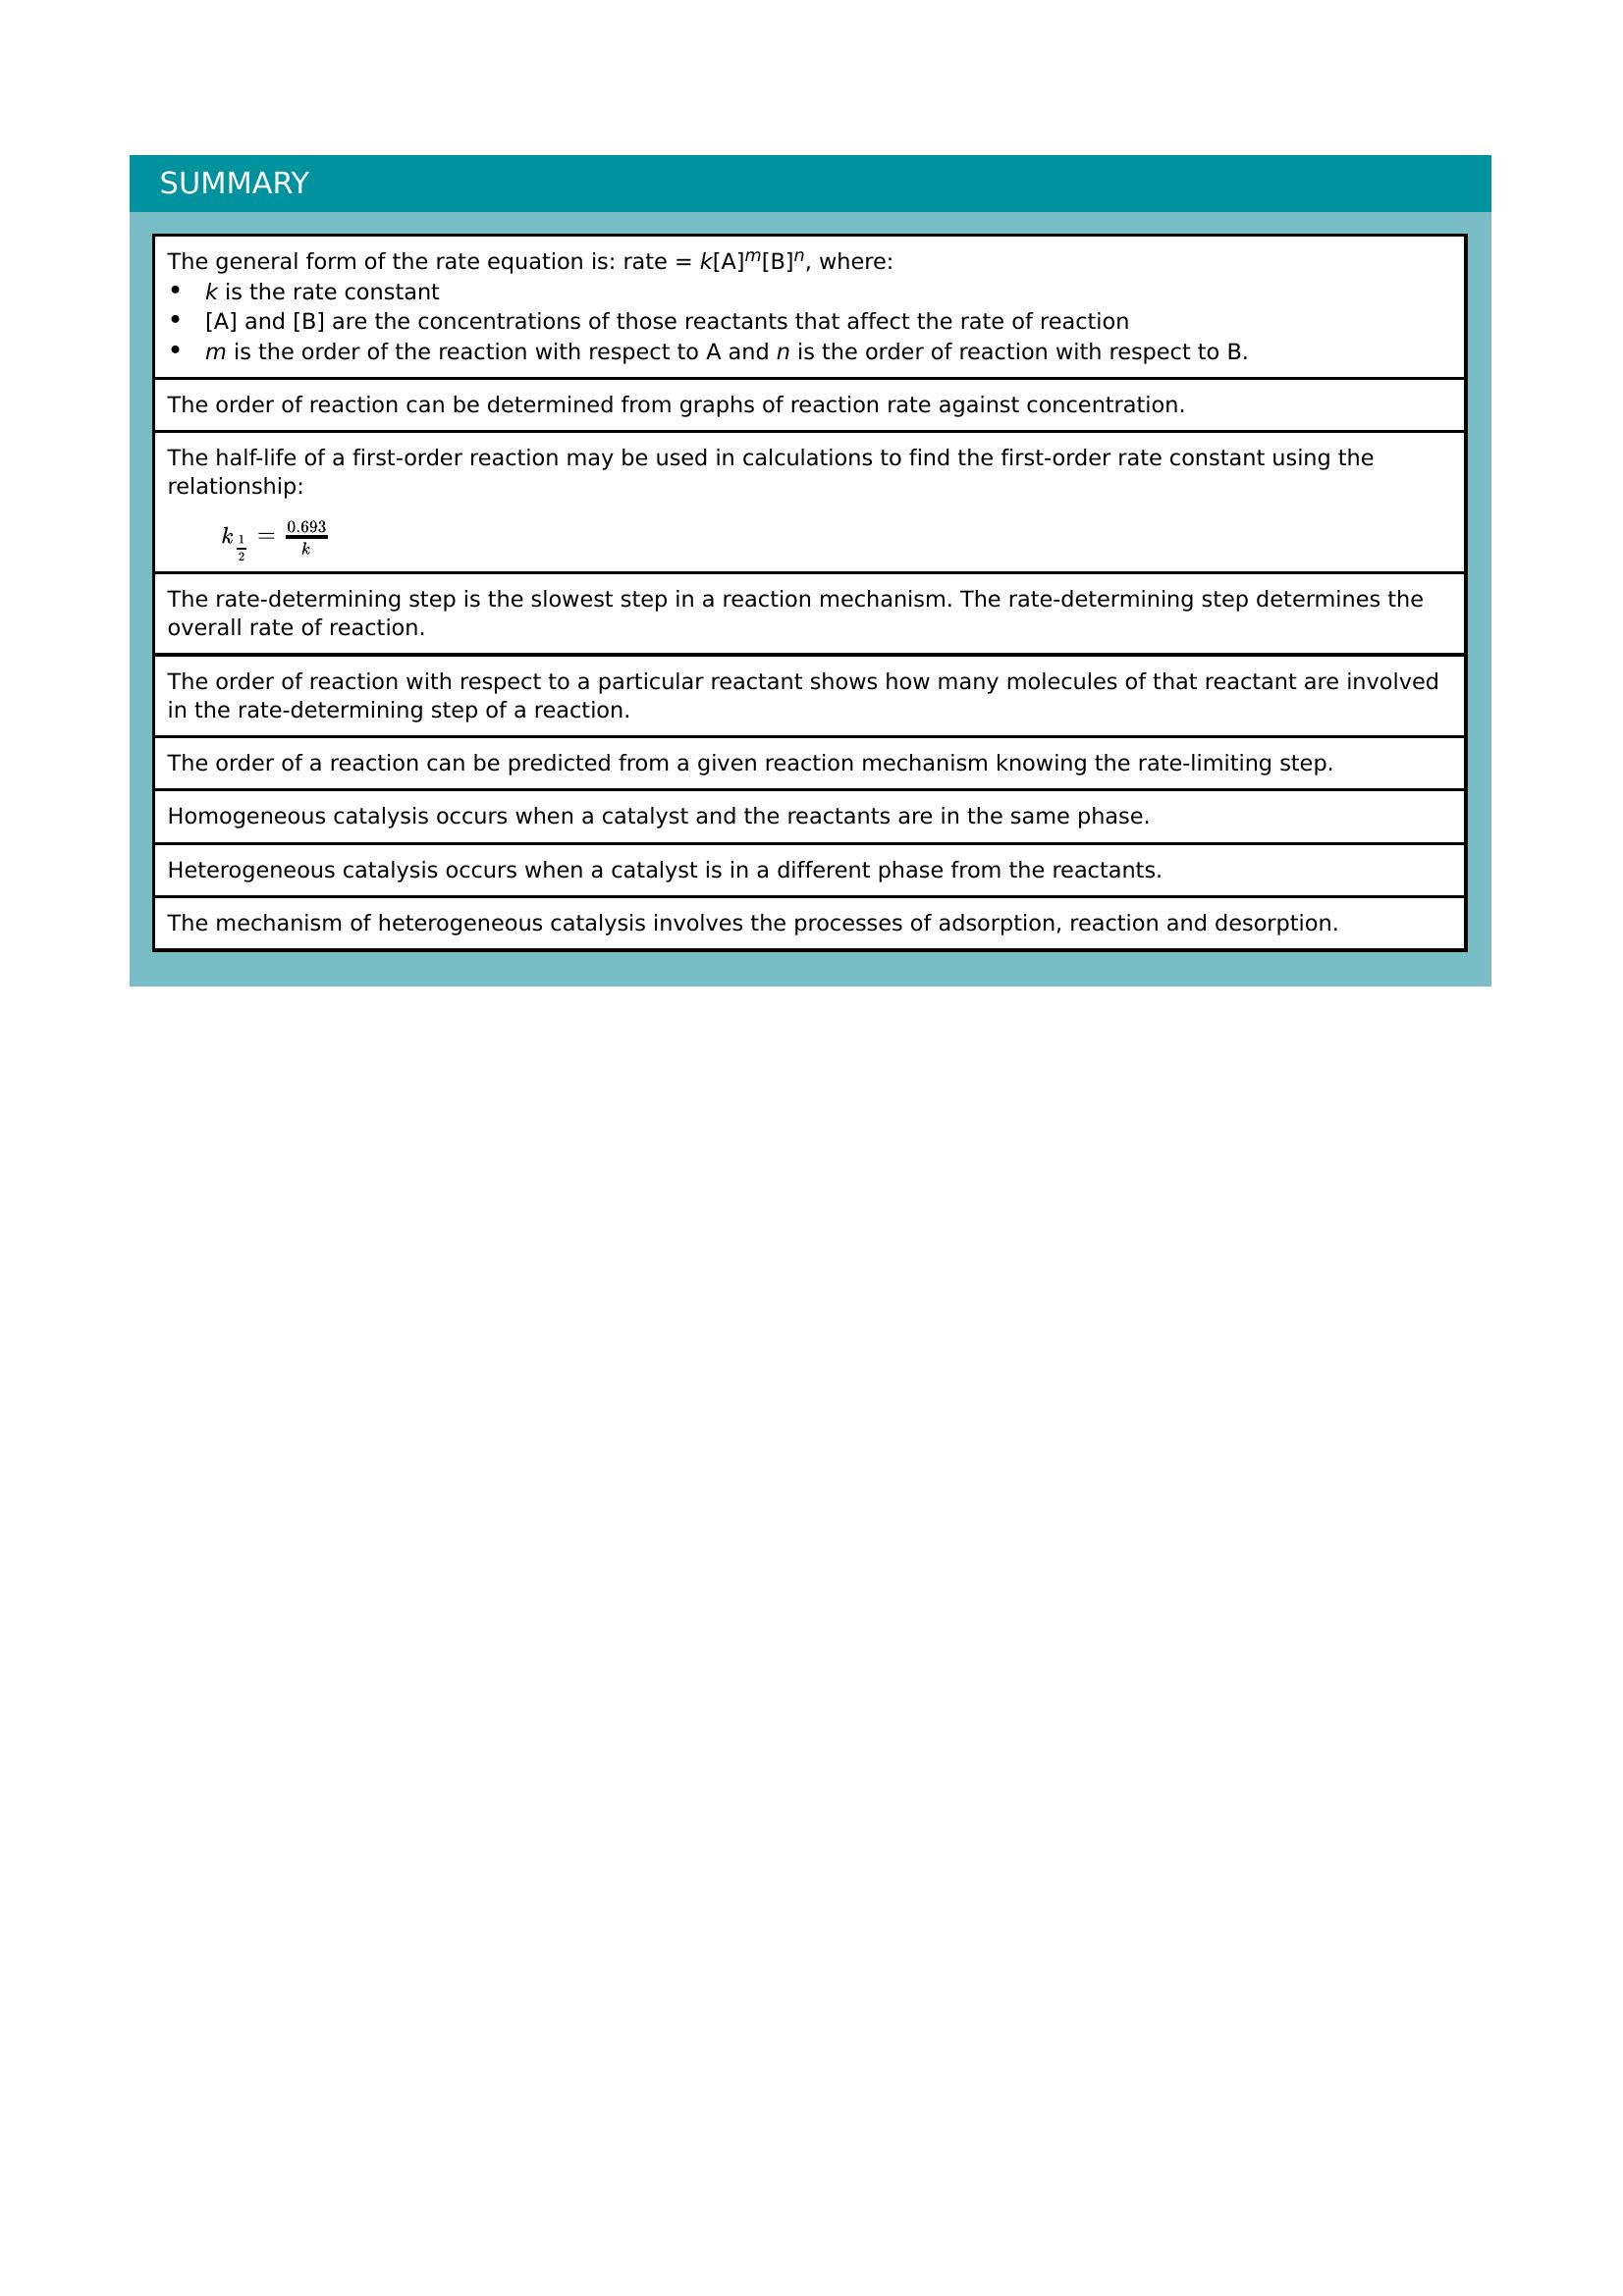 SUMMARY
The general form of the rate equation is: rate = k[A]^m[B]^n, where:
• k is the rate constant
• [A] and [B] are the concentrations of those reactants that affect the rate of reaction
• m is the order of the reaction with respect to A and n is the order of reaction with respect to B.
The order of reaction can be determined from graphs of reaction rate against concentration.
The half-life of a first-order reaction may be used in calculations to find the first-order rate constant using the
relationship:
k_{\frac{1}{2}} = \frac{0.693}{k}
The rate-determining step is the slowest step in a reaction mechanism. The rate-determining step determines the
overall rate of reaction.
The order of reaction with respect to a particular reactant shows how many molecules of that reactant are involved
in the rate-determining step of a reaction.
The order of a reaction can be predicted from a given reaction mechanism knowing the rate-limiting step.
Homogeneous catalysis occurs when a catalyst and the reactants are in the same phase.
Heterogeneous catalysis occurs when a catalyst is in a different phase from the reactants.
The mechanism of heterogeneous catalysis involves the processes of adsorption, reaction and desorption.